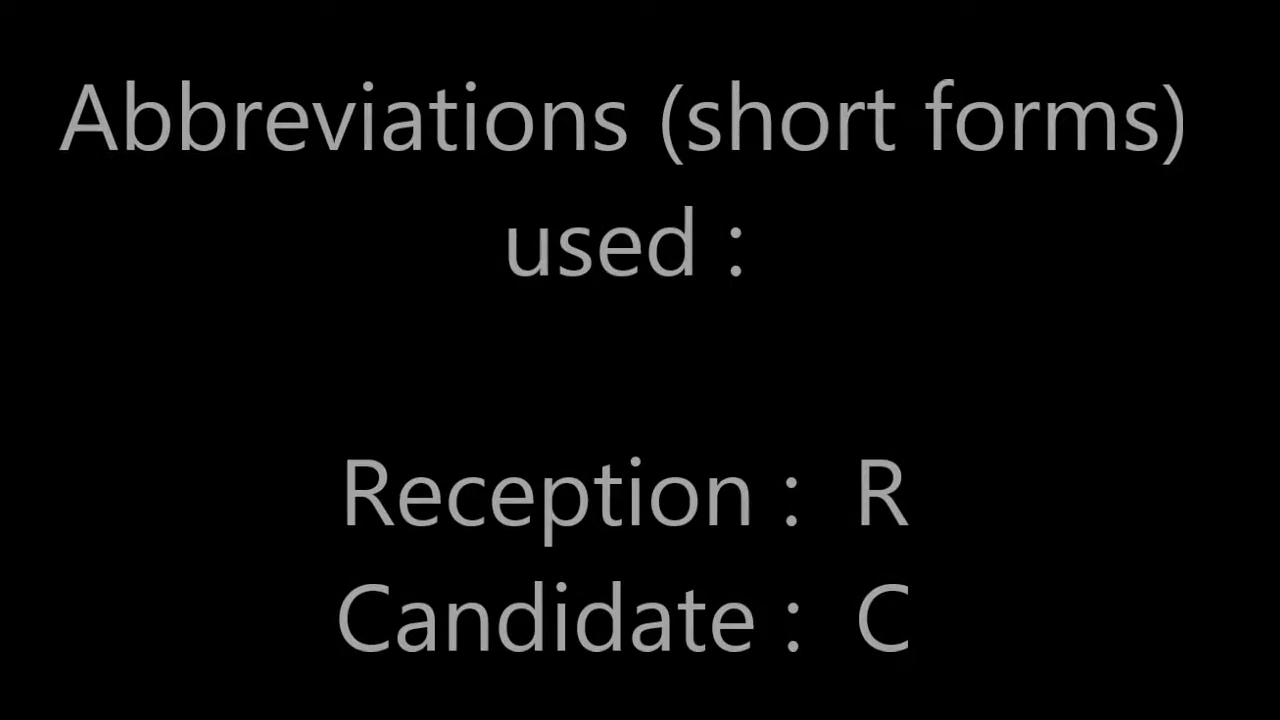 Abbreviations (short forms)
used :
Reception : R
Candidate : C